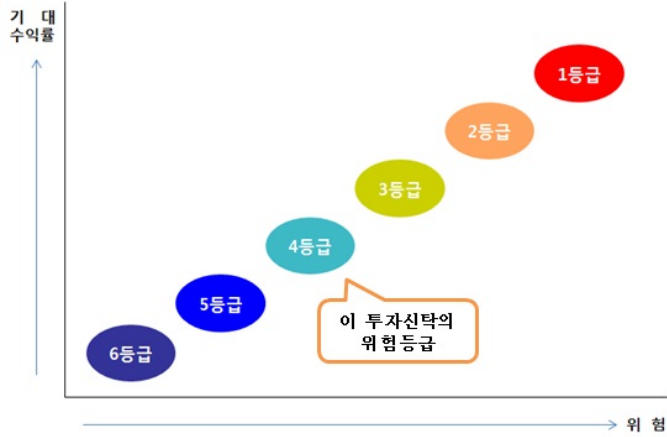 기 대
수익률
1등급
2등급
3등급
4등급
5등급
이 투자신탁의
위험등급
6등급
위 험